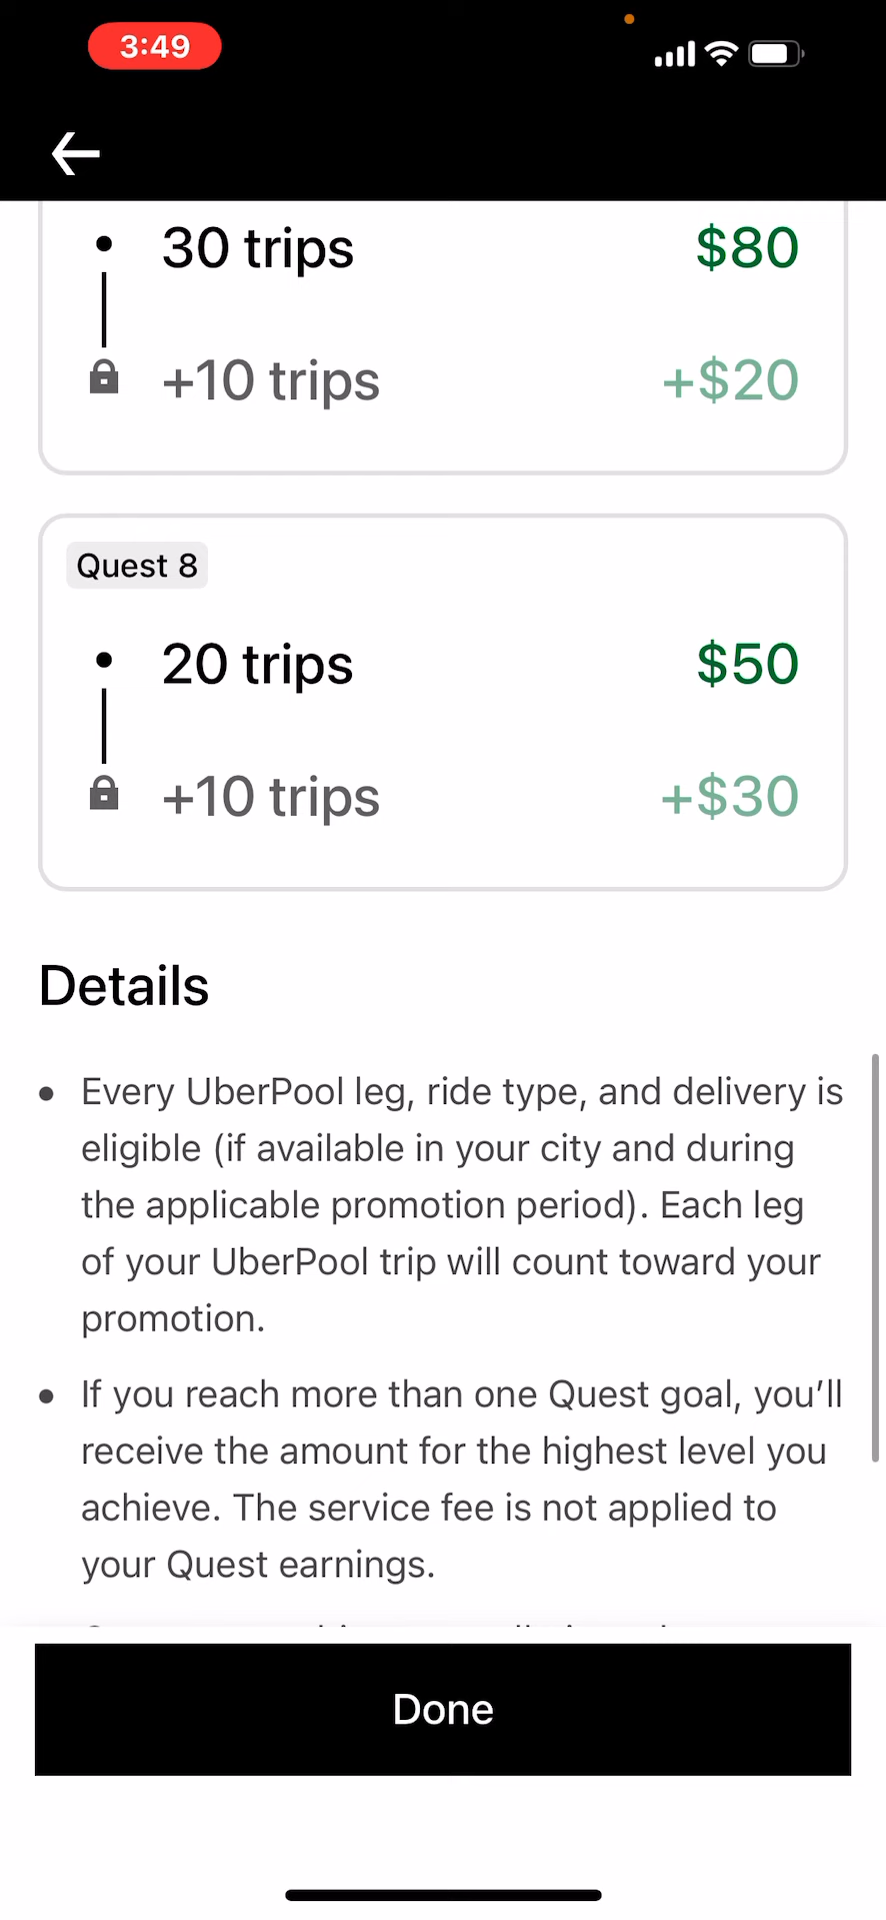 3:49
30 trips $80
+10 trips +$20
Quest 8
20 trips $50
+10 trips +$30
Details
• Every UberPool leg, ride type, and delivery is
eligible (if available in your city and during
the applicable promotion period). Each leg
of your UberPool trip will count toward your
promotion.
• If you reach more than one Quest goal, you’ll
receive the amount for the highest level you
achieve. The service fee is not applied to
your Quest earnings.
Done